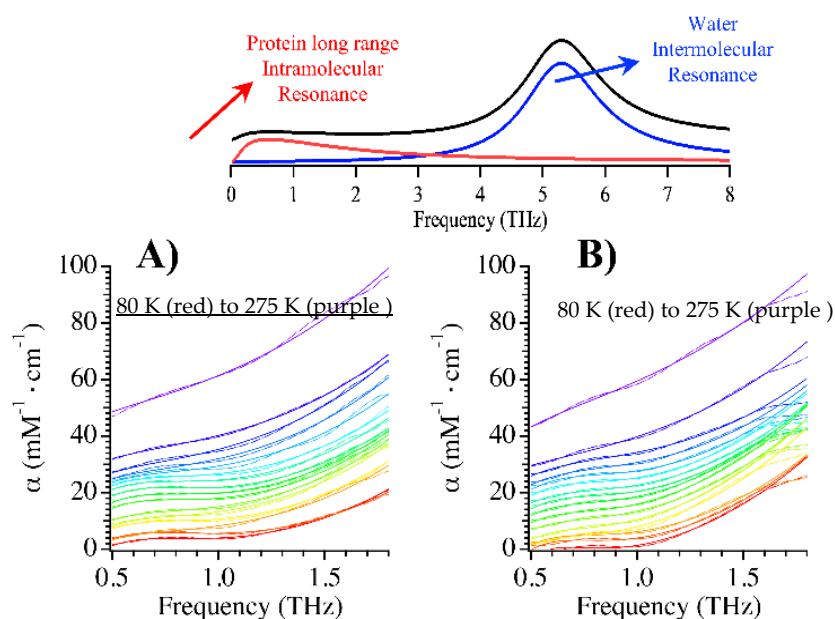 Protein long range
Intramolecular
Resonance
Water
Intermolecular
Resonance
0 1 2 3 4 5 6 7 8
Frequency (THz)
A)
80 K (red) to 275 K (purple )
100
80
60
40
20
0
α (mM⁻¹ · cm⁻¹)
0.5 1.0 1.5
Frequency (THz)
B)
80 K (red) to 275 K (purple )
100
80
60
40
20
0
α (mM⁻¹ · cm⁻¹)
0.5 1.0 1.5
Frequency (THz)